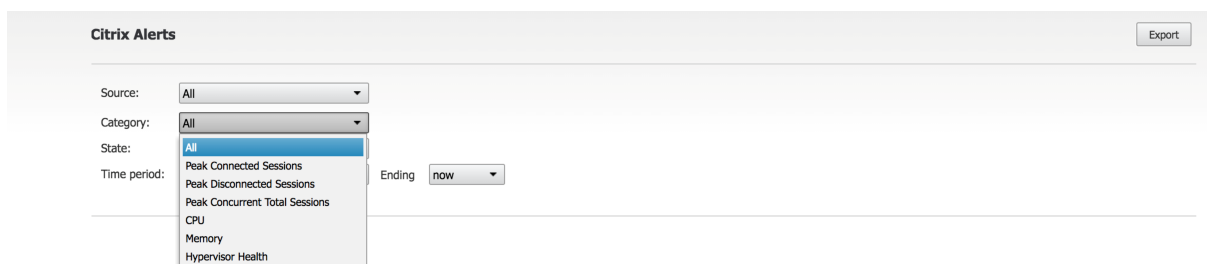 Citrix Alerts
Export
Source: All
Category: All
State:
All
Time period:
Peak Connected Sessions
Ending now
Peak Disconnected Sessions
Peak Concurrent Total Sessions
CPU
Memory
Hypervisor Health